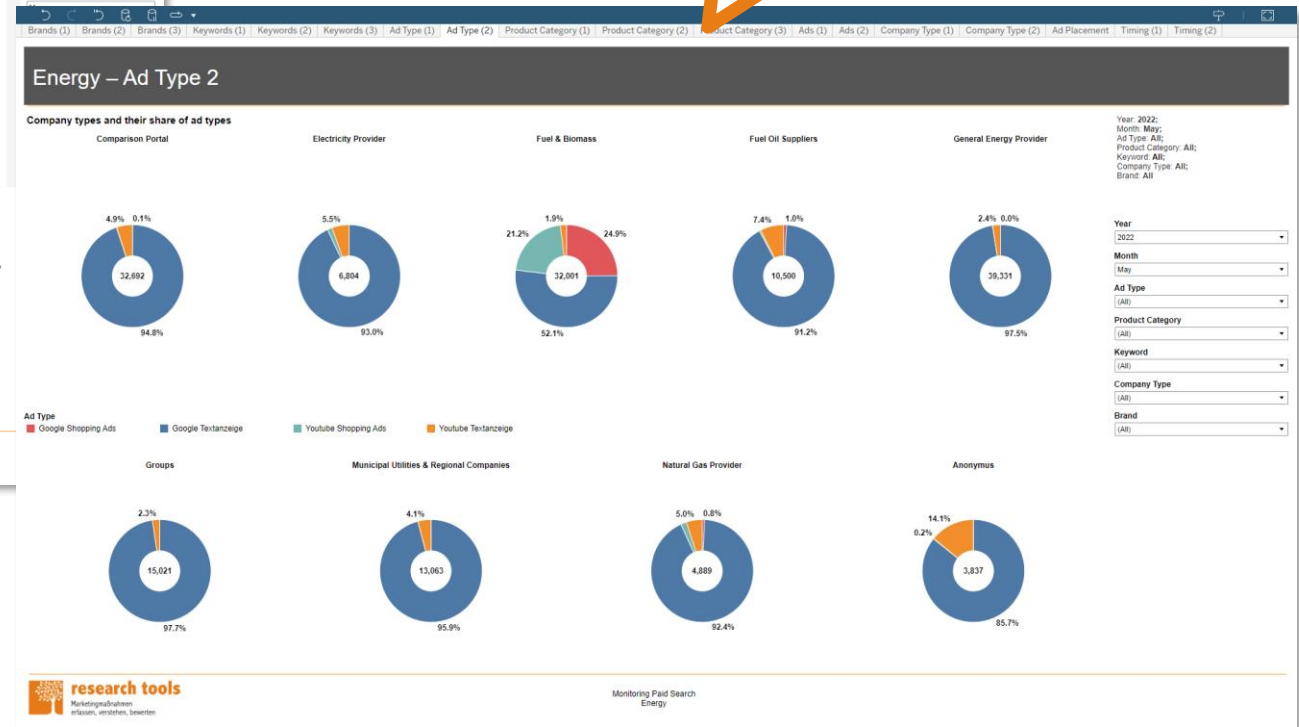 Brands (1) Brands (2) Brands (3) Keywords (1) Keywords (2) Keywords (3) Ad Type (1) Ad Type (2) Product Category (1) Product Category (2) Product Category (3) Ads (1) Ads (2) Company Type (1) Company Type (2) Ad Placement Timing (1) Timing (2)
Energy – Ad Type 2
Company types and their share of ad types
Comparison Portal
4.9% 0.1%
32,692
94.8%
Electricity Provider
5.5%
6,804
93.0%
Fuel & Biomass
1.9%
21.2% 24.9%
32,001
52.1%
Fuel Oil Suppliers
7.4% 1.0%
10,500
91.2%
General Energy Provider
2.4% 0.0%
39,331
97.5%
Year: 2022;
Month: May;
Ad Type: All;
Product Category: All;
Keyword: All;
Company Type: All;
Brand: All
Year
2022
Month
May
Ad Type
(All)
Product Category
(All)
Keyword
(All)
Company Type
(All)
Brand
(All)
Ad Type
Google Shopping Ads Google Textanzeige Youtube Shopping Ads Youtube Textanzeige
Groups
2.3%
15,021
97.7%
Municipal Utilities & Regional Companies
4.1%
13,063
95.9%
Natural Gas Provider
5.0% 0.8%
4,889
92.4%
Anonymus
14.1%
0.2%
3,837
85.7%
research tools
Marketingmaßnahmen
erfassen, verstehen, bewerten
Monitoring Paid Search
Energy